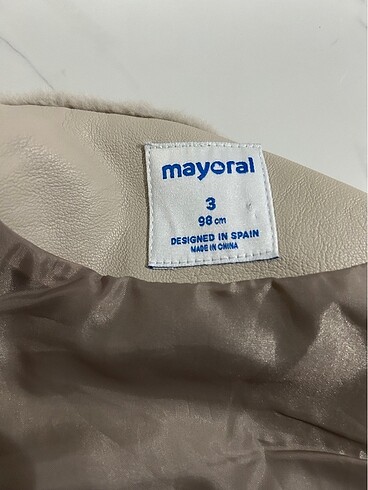 mayoral
3
98 cm
DESIGNED IN SPAIN
MADE IN CHINA